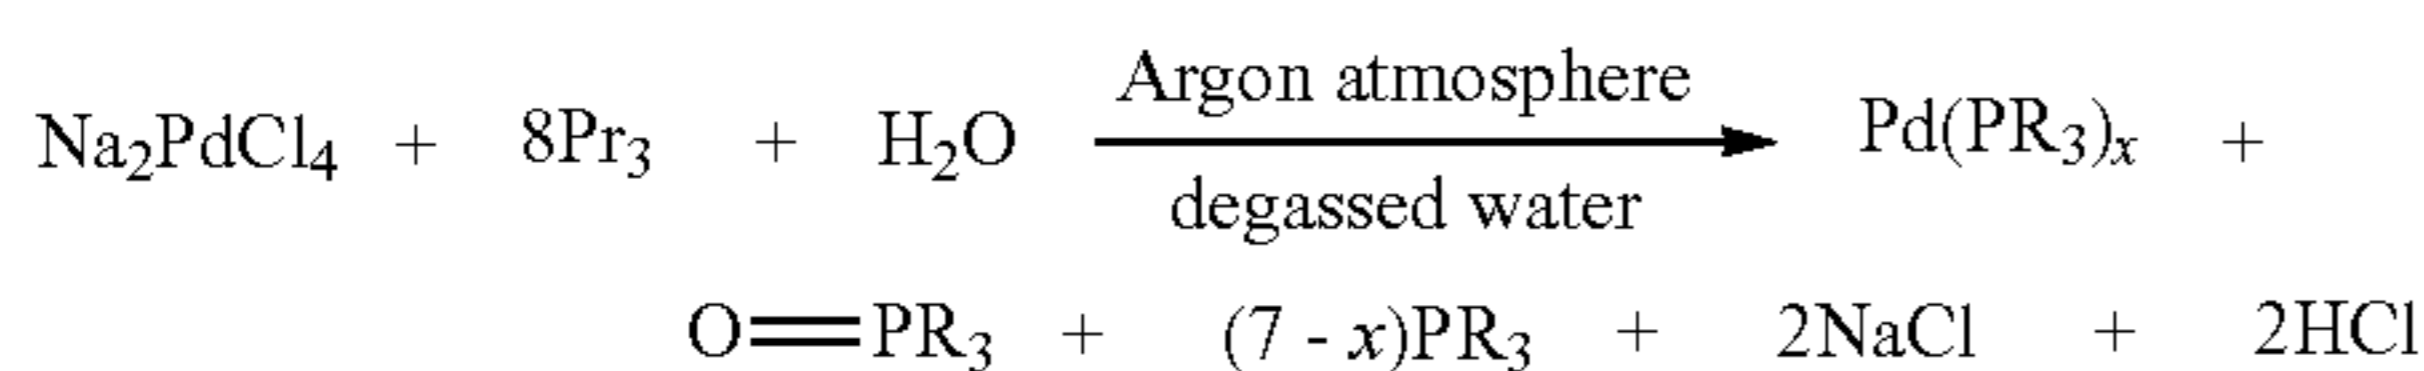 Na₂PdCl₄ + 8Pr₃ + H₂O Argon atmosphere degassed water Pd(PR₃)ₓ +
O=PR₃ + (7 - x)PR₃ + 2NaCl + 2HCl